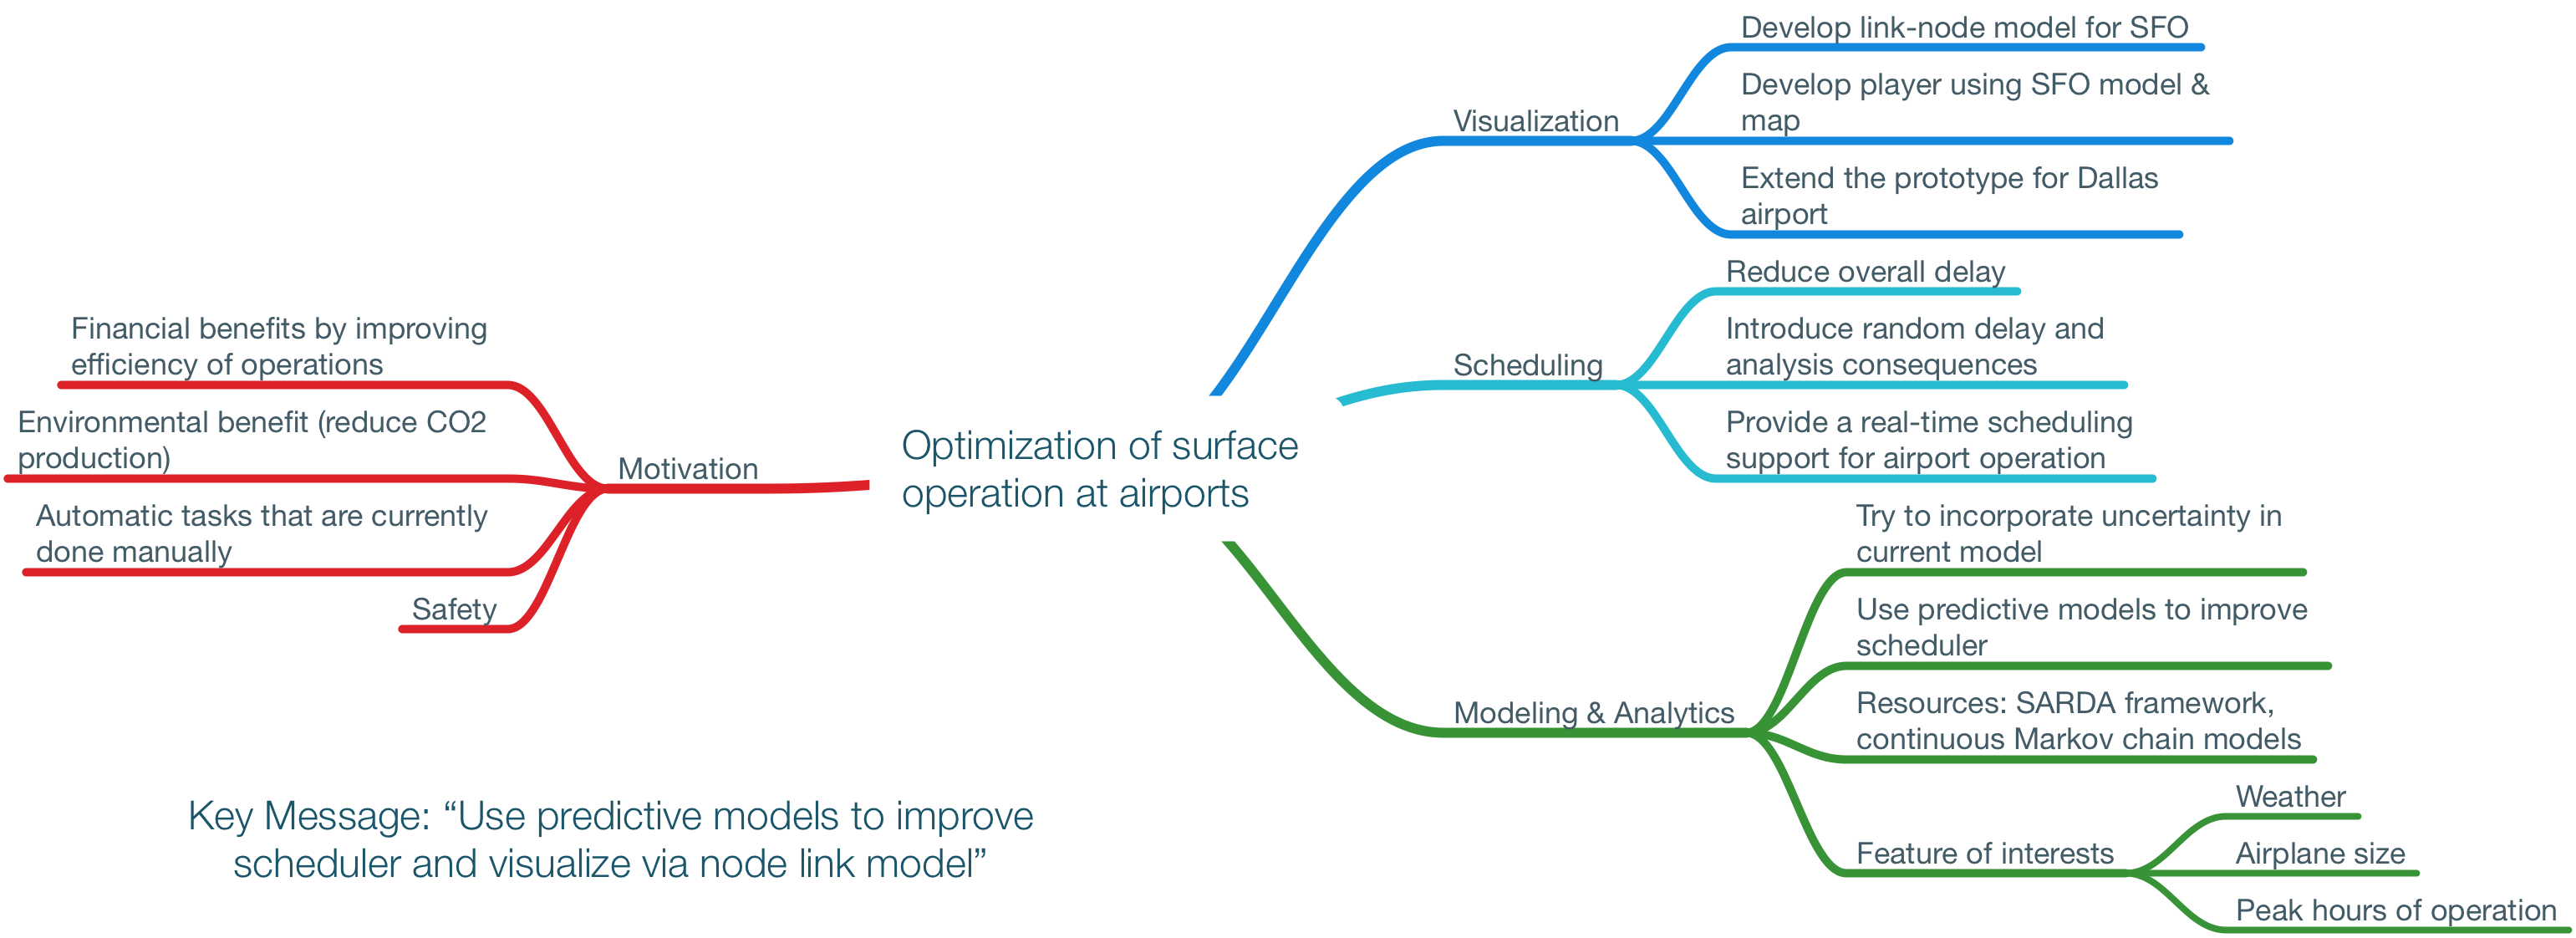 Develop link-node model for SFO
Develop player using SFO model &
map
Visualization
Extend the prototype for Dallas
airport
Reduce overall delay
Introduce random delay and
analysis consequences
Scheduling
Provide a real-time scheduling
support for airport operation
Financial benefits by improving
efficiency of operations
Environmental benefit (reduce CO2
production)
Motivation
Automatic tasks that are currently
done manually
Safety
Optimization of surface
operation at airports
Try to incorporate uncertainty in
current model
Use predictive models to improve
scheduler
Modeling & Analytics
Resources: SARDA framework,
continuous Markov chain models
Feature of interests
Weather
Airplane size
Peak hours of operation
Key Message: “Use predictive models to improve
scheduler and visualize via node link model”